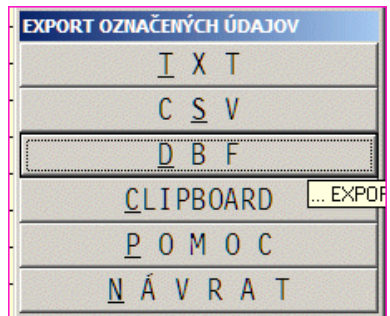 EXPORT OZNAČENÝCH ÚDAJOV
T X T
C S V
D B F
CLIPBOARD
... EXPOR
P O M O C
N Á V R A T